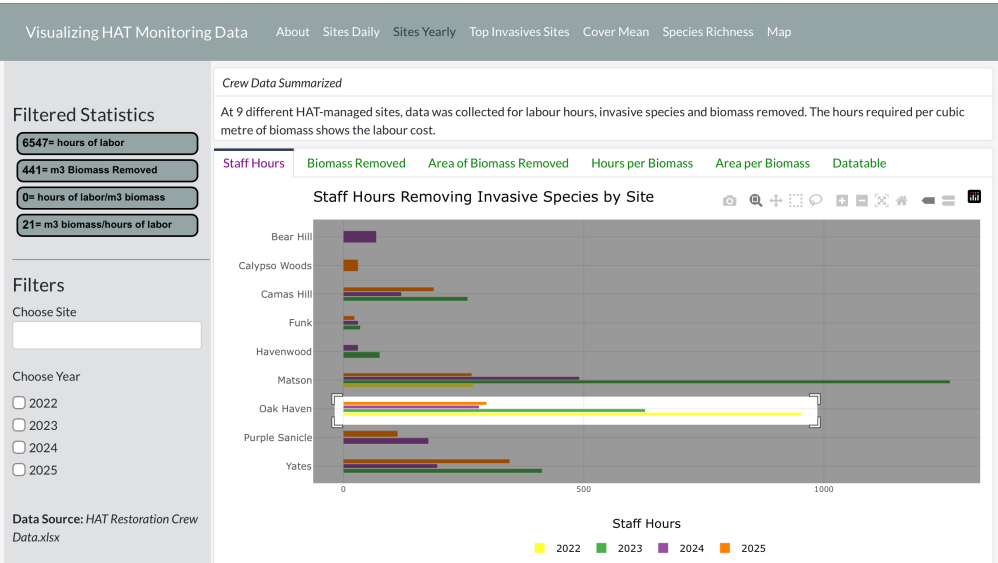 Visualizing HAT Monitoring Data About Sites Daily Sites Yearly Top Invasives Sites Cover Mean Species Richness Map
Filtered Statistics
6547= hours of labor
441= m3 Biomass Removed
0= hours of labor/m3 biomass
21= m3 biomass/hours of labor
Filters
Choose Site
Choose Year
2022
2023
2024
2025
Data Source: HAT Restoration Crew
Data.xlsx
Crew Data Summarized
At 9 different HAT-managed sites, data was collected for labour hours, invasive species and biomass removed. The hours required per cubic
metre of biomass shows the labour cost.
Staff Hours Biomass Removed Area of Biomass Removed Hours per Biomass Area per Biomass Datatable
Staff Hours Removing Invasive Species by Site
Bear Hill
Calypso Woods
Camas Hill
Funk
Havenwood
Matson
Oak Haven
Purple Sanicle
Yates
0 500 1000
Staff Hours
2022 2023 2024 2025